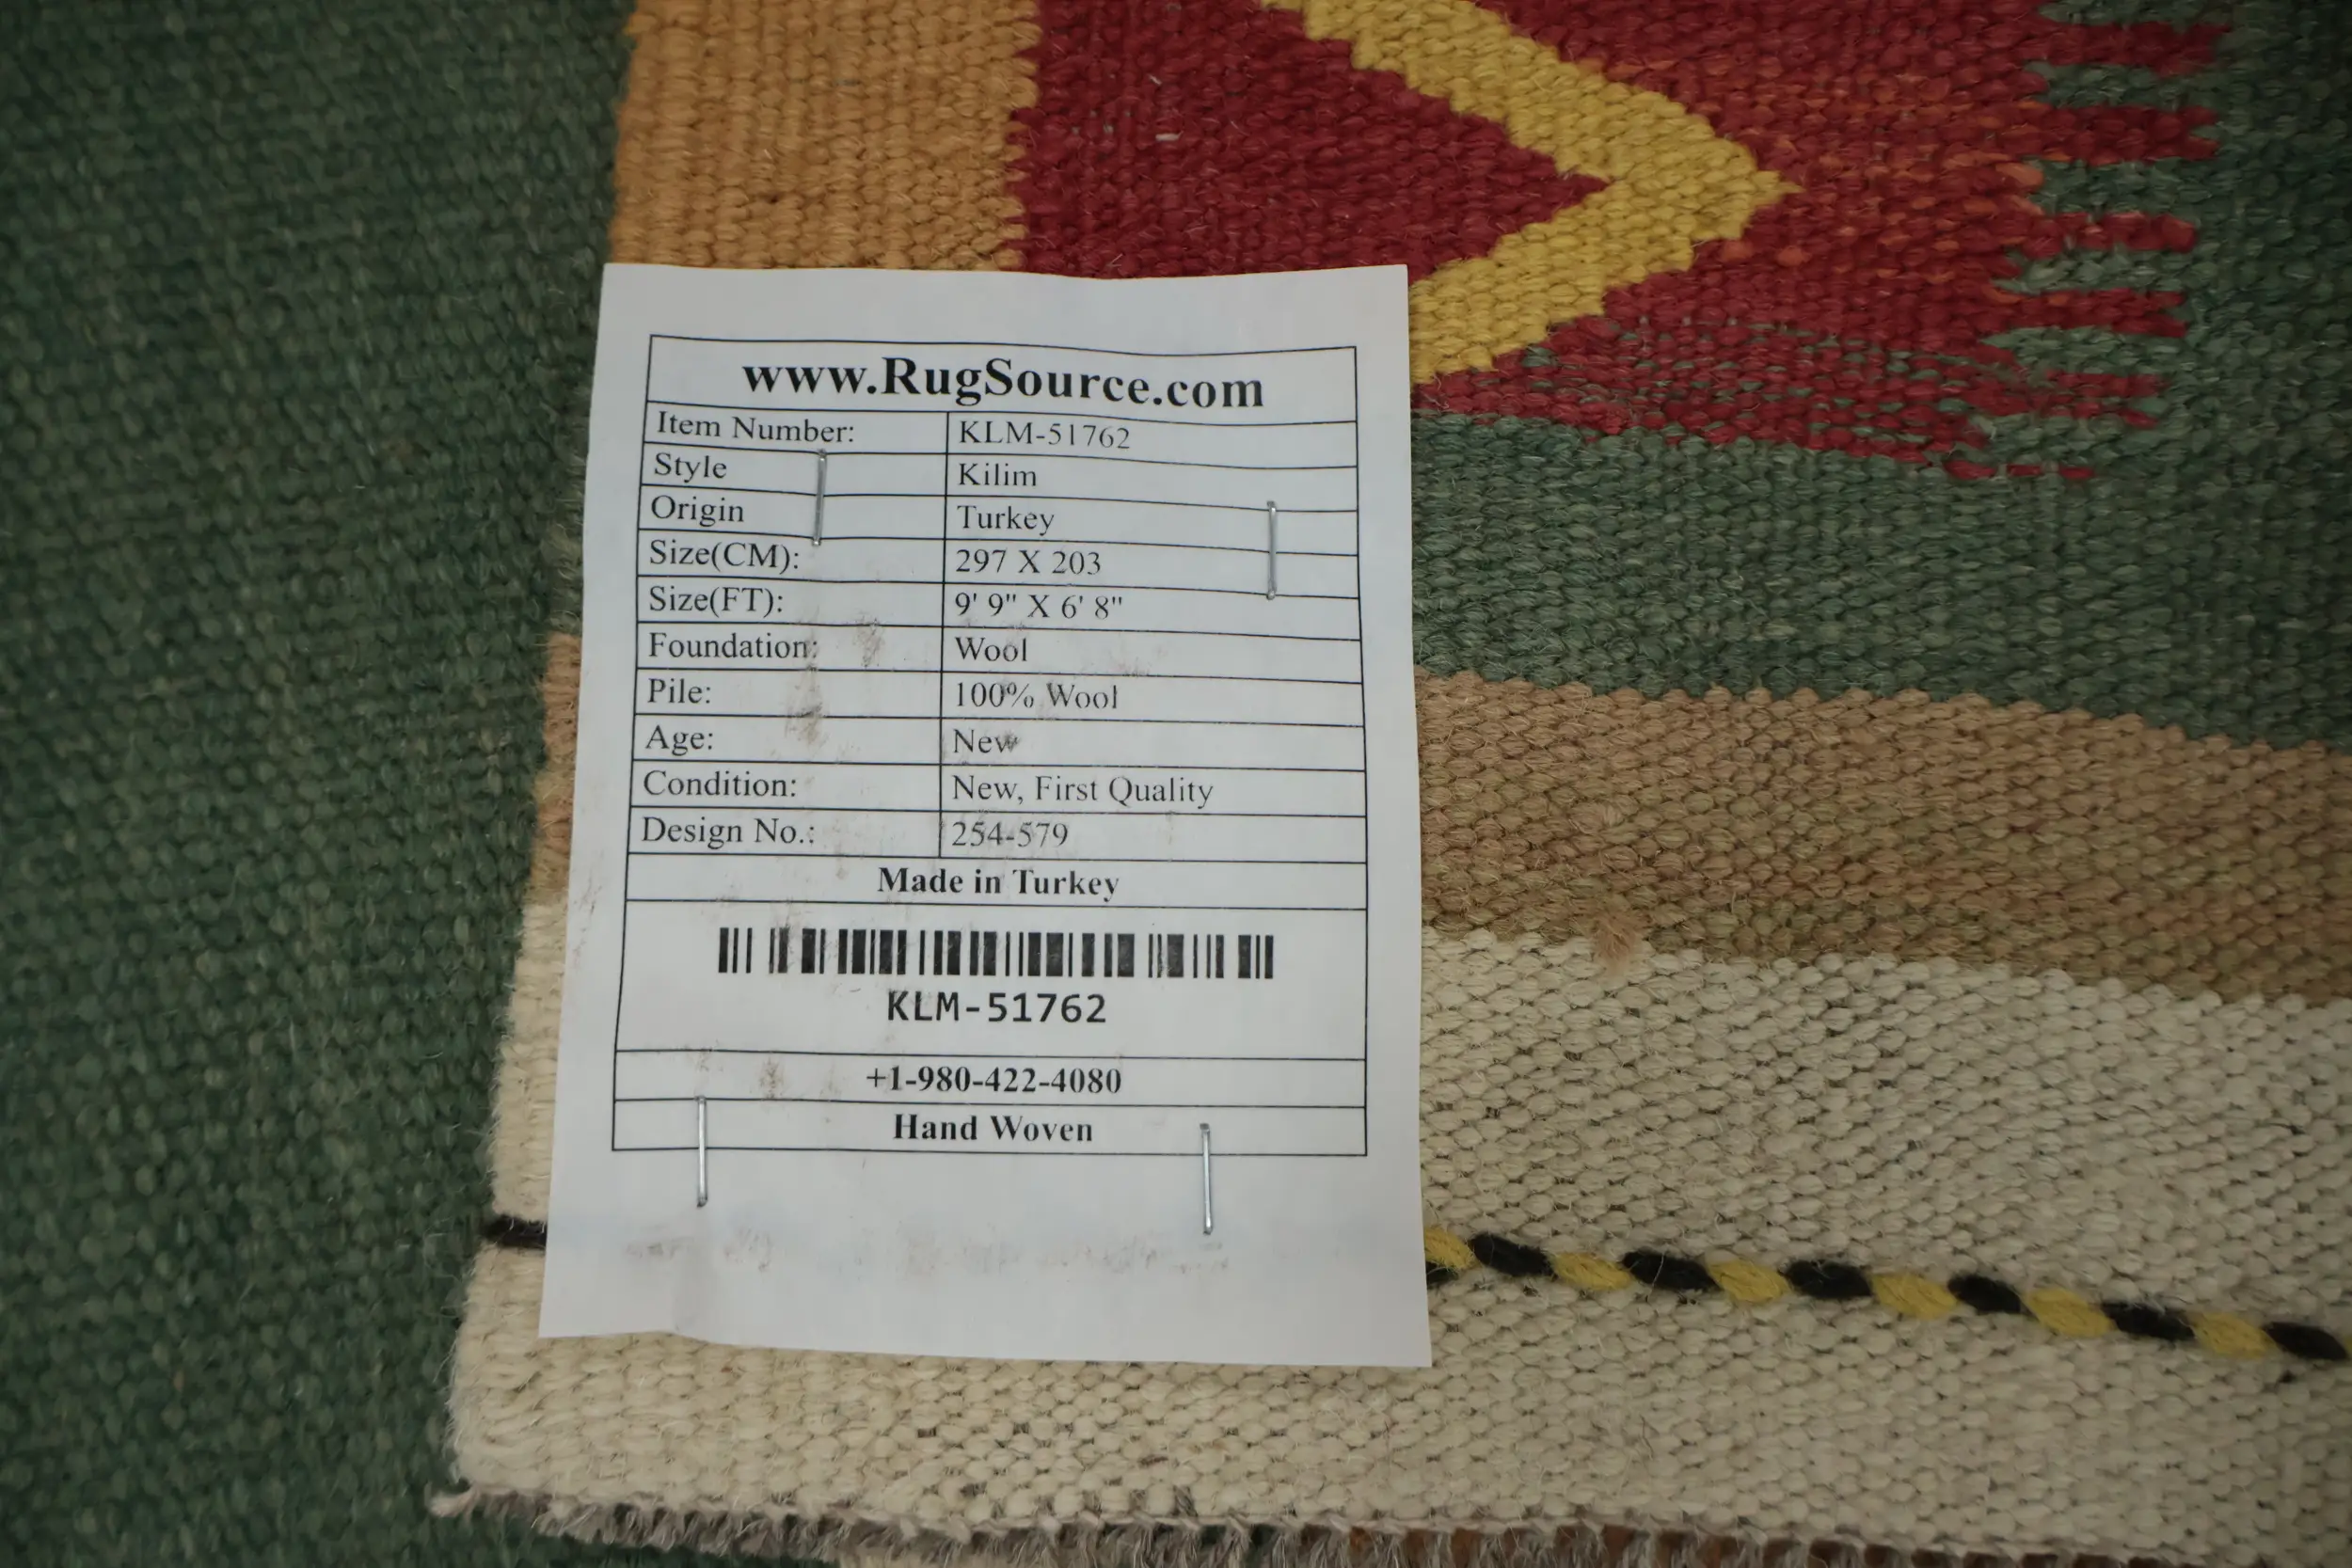 www.RugSource.com
Item Number: KLM-51762
Style Kilim
Origin Turkey
Size(CM): 297 X 203
Size(FT): 9' 9" X 6' 8"
Foundation: Wool
Pile: 100% Wool
Age: New
Condition: New, First Quality
Design No.: 254-579
Made in Turkey
KLM-51762
+1-980-422-4080
Hand Woven